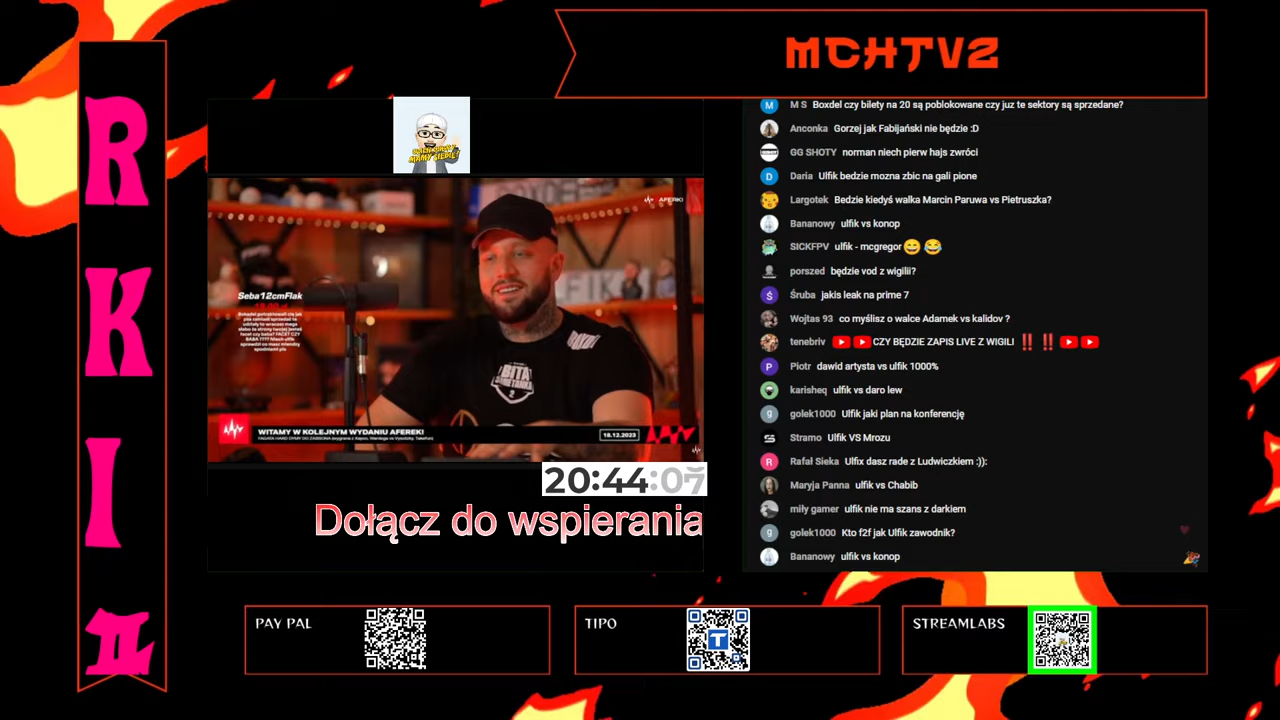 MCHTV2
R
K
I
M S Boxdel czy bilety na 20 są poblokowane czy juz te sektory są sprzedane?
Anconka Gorzej jak Fabijański nie będzie :D
GG SHOTY norman niech pierw hajs zwróci
Daria Ulfik bedzie mozna zbic na gali pione
Largotek Bedzie kiedyś walka Marcin Paruwa vs Pietruszka?
Bananowy ulfik vs konop
SICKFPV ulfik - mcgregor😄 😂
porszed będzie vod z wigilii?
Śruba jakis leak na prime 7
Wojtas 93 co myślisz o walce Adamek vs kalidov ?
tenebriv CZY BĘDZIE ZAPIS LIVE Z WIGILI ‼️ ‼️
Piotr dawid artysta vs ulfik 1000%
karisheq ulfik vs daro lew
golek1000 Ulfik jaki plan na konferencję
Stramo Ulfik VS Mrozu
Rafał Sieka Ulfix dasz rade z Ludwiczkiem :)):
Maryja Panna ulfik vs Chabib
miły gamer ulfik nie ma szans z darkiem
golek1000 Kto f2f jak Ulfik zawodnik?
Bananowy ulfik vs konop
MAMY CIEBIE!
AFERKI
Seba12cmFlak
BITA
ŚMIETANKA
2
WITAMY W KOLEJNYM WYDANIU AFEREK!
18.12.2023
20:44:07
Dołącz do wspierania
PAY PAL
TIPO
T
STREAMLABS